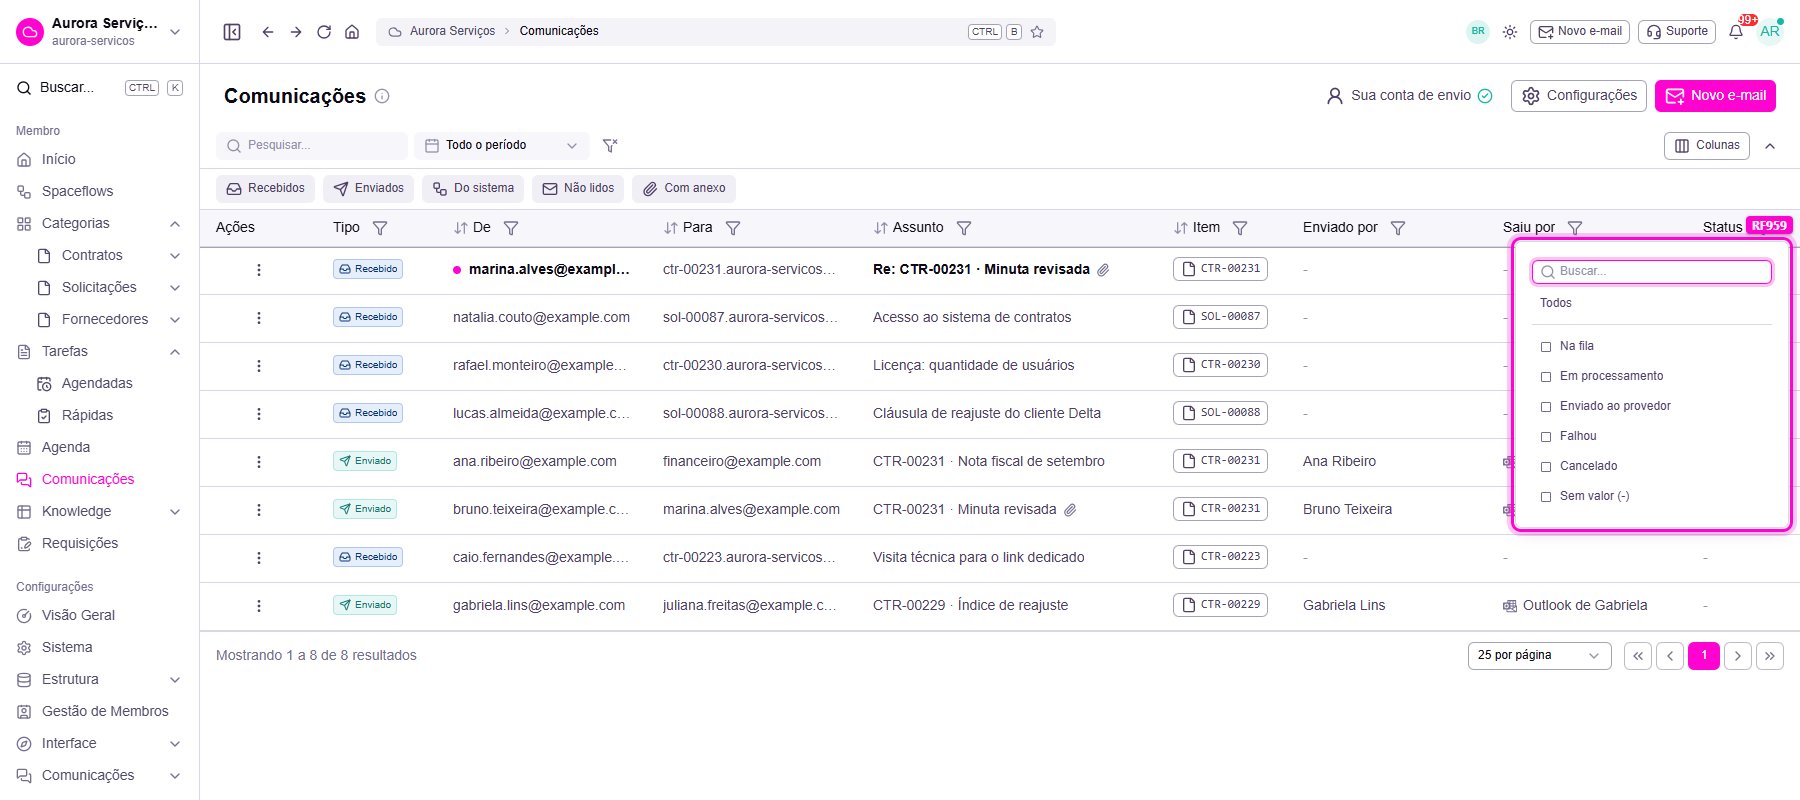 Aurora Serviç...
aurora-servicos
Aurora Serviços > Comunicações
CTRL B
BR
Novo e-mail
Suporte
99+
AR
Buscar...
CTRL K
Membro
Início
Spaceflows
Categorias
Contratos
Solicitações
Fornecedores
Tarefas
Agendadas
Rápidas
Agenda
Comunicações
Knowledge
Requisições
Configurações
Visão Geral
Sistema
Estrutura
Gestão de Membros
Interface
Comunicações
Comunicações
Sua conta de envio
Configurações
Novo e-mail
Pesquisar...
Todo o período
Colunas
Recebidos
Enviados
Do sistema
Não lidos
Com anexo
Ações Tipo De Para Assunto Item Enviado por Saiu por Status RF959
Recebido marina.alves@exampl... ctr-00231.aurora-servicos... Re: CTR-00231 · Minuta revisada CTR-00231 - -
Recebido natalia.couto@example.com sol-00087.aurora-servicos... Acesso ao sistema de contratos SOL-00087 - -
Recebido rafael.monteiro@example... ctr-00230.aurora-servicos... Licença: quantidade de usuários CTR-00230 - -
Recebido lucas.almeida@example.c... sol-00088.aurora-servicos... Cláusula de reajuste do cliente Delta SOL-00088 - -
Enviado ana.ribeiro@example.com financeiro@example.com CTR-00231 · Nota fiscal de setembro CTR-00231 Ana Ribeiro
Enviado bruno.teixeira@example.c... marina.alves@example.com CTR-00231 · Minuta revisada CTR-00231 Bruno Teixeira
Recebido caio.fernandes@example.... ctr-00223.aurora-servicos... Visita técnica para o link dedicado CTR-00223 - - -
Enviado gabriela.lins@example.com juliana.freitas@example.c... CTR-00229 · Índice de reajuste CTR-00229 Gabriela Lins Outlook de Gabriela -
Buscar...
Todos
Na fila
Em processamento
Enviado ao provedor
Falhou
Cancelado
Sem valor (-)
Mostrando 1 a 8 de 8 resultados
25 por página
1